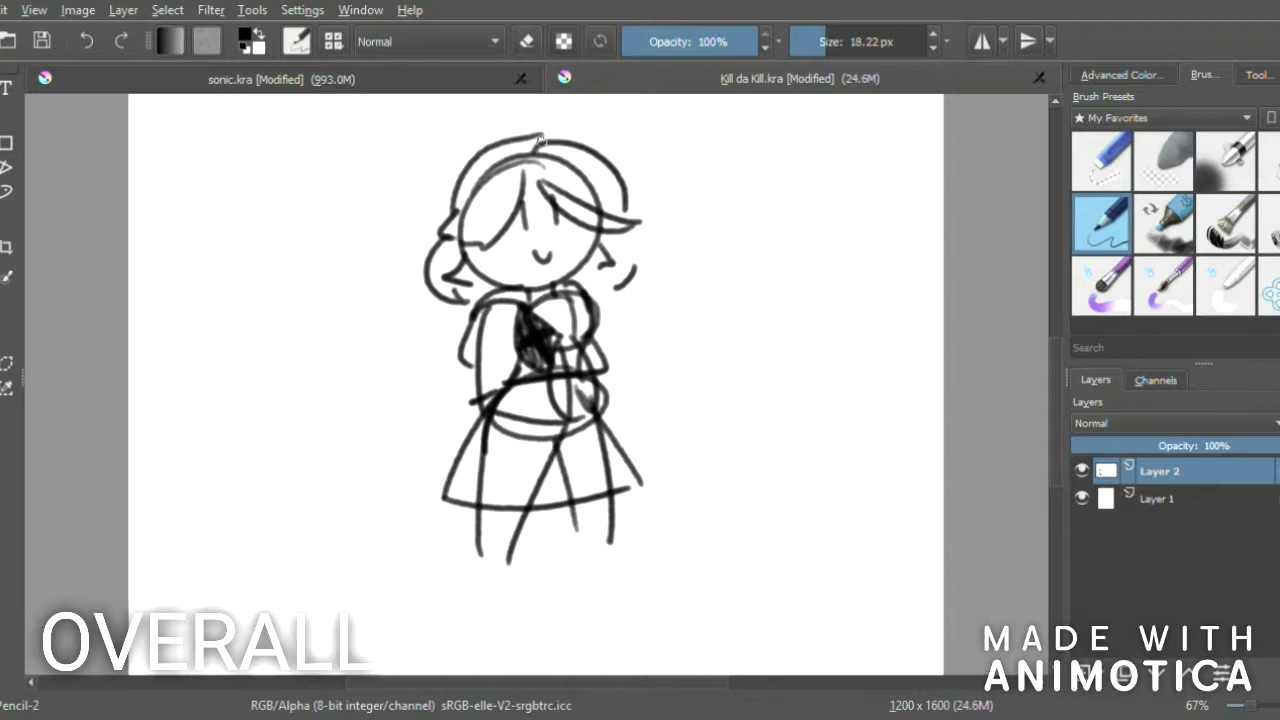 it View Layer Select Filter Tools Settings Window Help
Normal Opacity: 100% Size: 18.22 px
sonic.kra [Modified] (993.0M) Kill da Kill.kra [Modified] (24.6M) Advanced Color... Brus... Tool...
Brush Presets
My Favorites
Search
Layers Channels
Layers
Normal
Opacity: 100%
Layer 2
Layer 1
OVERALL
MADE WITH
ANIMOTICA
Pencil-2 RGB/Alpha (8-bit integer/channel) sRGB-elle-V2-srgbtrc.icc 1200 x 1600 (24.6M) 67%